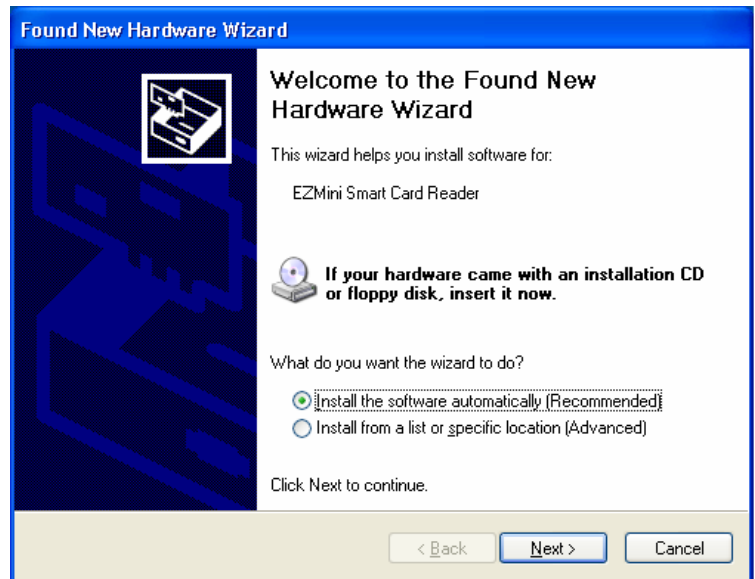 Found New Hardware Wizard
Welcome to the Found New
Hardware Wizard
This wizard helps you install software for:
EZMini Smart Card Reader
If your hardware came with an installation CD
or floppy disk, insert it now.
What do you want the wizard to do?
Install the software automatically (Recommended)
Install from a list or specific location (Advanced)
Click Next to continue.
< Back Next > Cancel